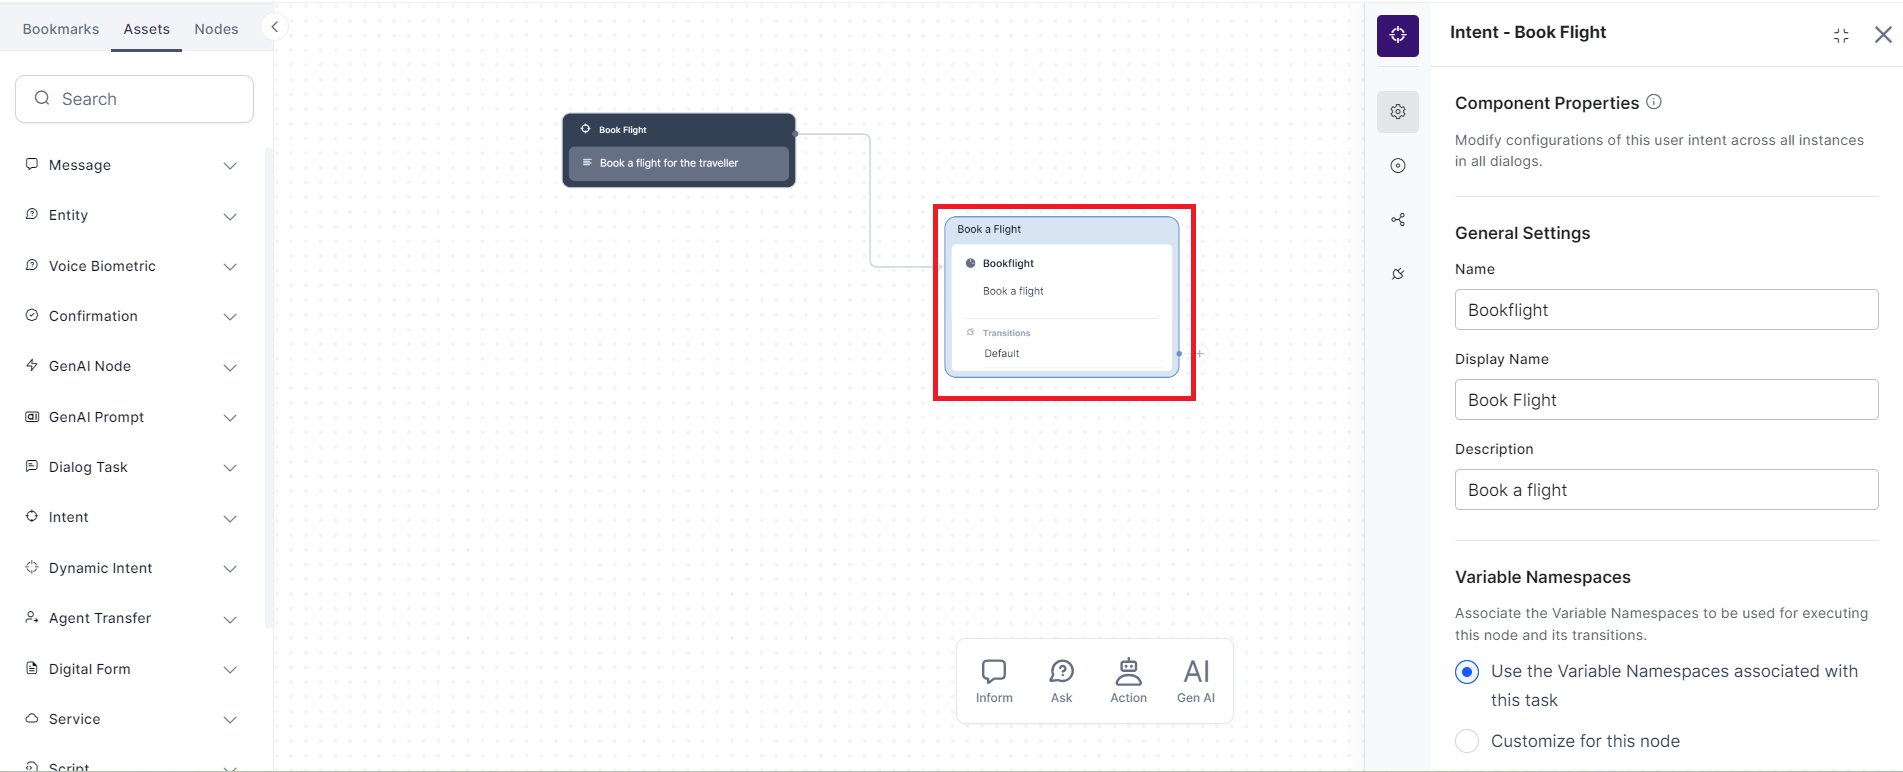 Bookmarks
Assets
Nodes
Search
Message
Entity
Voice Biometric
Confirmation
GenAI Node
GenAI Prompt
Dialog Task
Intent
Dynamic Intent
Agent Transfer
Digital Form
Service
Script
Book Flight
Book a flight for the traveller
Book a Flight
Bookflight
Book a flight
Transitions
Default
Inform
Ask
Action
AI
Gen AI
Intent - Book Flight
Component Properties
Modify configurations of this user intent across all instances
in all dialogs.
General Settings
Name
Bookflight
Display Name
Book Flight
Description
Book a flight
Variable Namespaces
Associate the Variable Namespaces to be used for executing
this node and its transitions.
Use the Variable Namespaces associated with
this task
Customize for this node